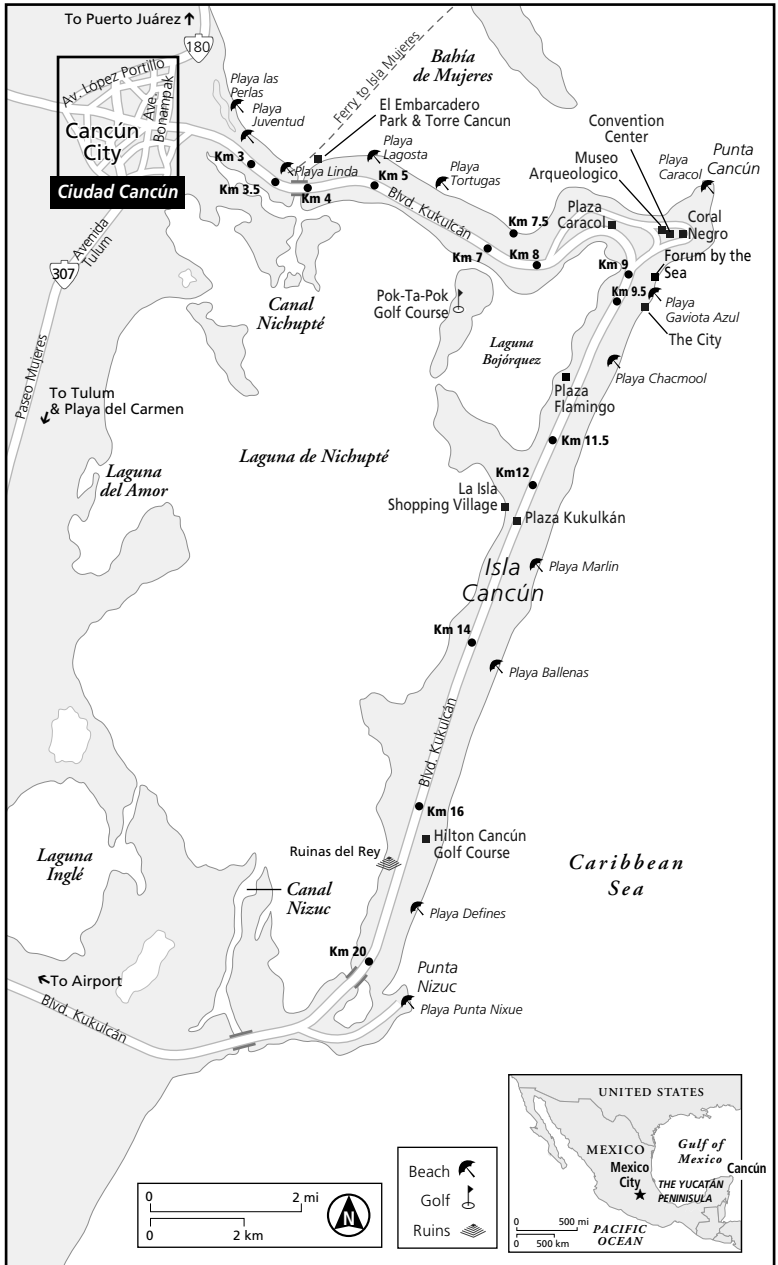 To Puerto Juárez
180
Av. López Portillo
Ave.
Bonampak
Cancún
City
Ciudad Cancún
Playa las
Perlas
Playa
Juventud
Ferry to Isla Mujeres
Bahía
de Mujeres
El Embarcadero
Park & Torre Cancun
Playa
Lagosta
Playa
Tortugas
Convention
Center
Museo
Arqueologico
Playa
Caracol
Punta
Cancún
Km 3
Km 3.5
Playa Linda
Km 4
Km 5
Blvd. Kukulcán
Km 7.5
Plaza
Caracol
Coral
Negro
Km 7
Km 8
Km 9
Forum by the
Sea
Km 9.5
Playa
Gaviota Azul
The City
Avenida
Tulum
307
Canal
Nichupté
Pok-Ta-Pok
Golf Course
Laguna
Bojórquez
Playa Chacmool
Plaza
Flamingo
Paseo Mujeres
To Tulum
& Playa del Carmen
Km 11.5
Laguna de Nichupté
Laguna
del Amor
Km12
La Isla
Shopping Village
Plaza Kukulkán
Isla
Cancún
Playa Marlin
Km 14
Playa Ballenas
Blvd. Kukulcán
Km 16
Hilton Cancún
Golf Course
Ruinas del Rey
Laguna
Inglé
Canal
Nizuc
Caribbean
Sea
Playa Defines
Km 20
Punta
Nizuc
To Airport
Blvd. Kukulcán
Playa Punta Nixue
0
2 mi
0
2 km
N
Beach
Golf
Ruins
UNITED STATES
MEXICO
Gulf of
Mexico
Mexico
City
Cancún
THE YUCATÁN
PENINISULA
0
500 mi
0
500 km
PACIFIC
OCEAN